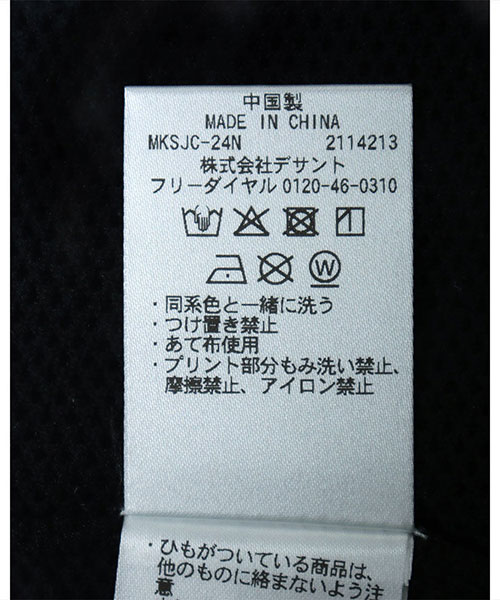 中国製
MADE IN CHINA
MKSJC-24N 2114213
株式会社デサント
フリーダイヤル 0120-46-0310
W
・同系色と一緒に洗う
・つけ置き禁止
・あて布使用
・プリント部分もみ洗い禁止、
摩擦禁止、アイロン禁止
・ひもがついている商品は、
他のものに絡まないよう注
意